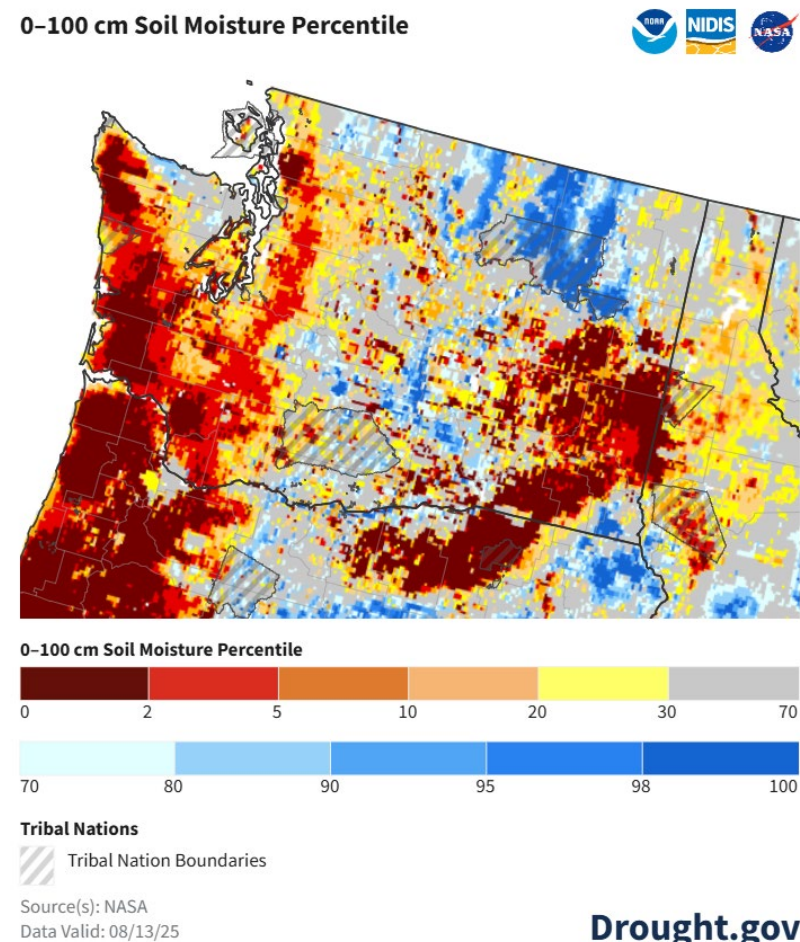 0–100 cm Soil Moisture Percentile
NOAA
NIDIS
NASA
0–100 cm Soil Moisture Percentile
0 2 5 10 20 30 70
70 80 90 95 98 100
Tribal Nations
Tribal Nation Boundaries
Source(s): NASA
Data Valid: 08/13/25
Drought.gov